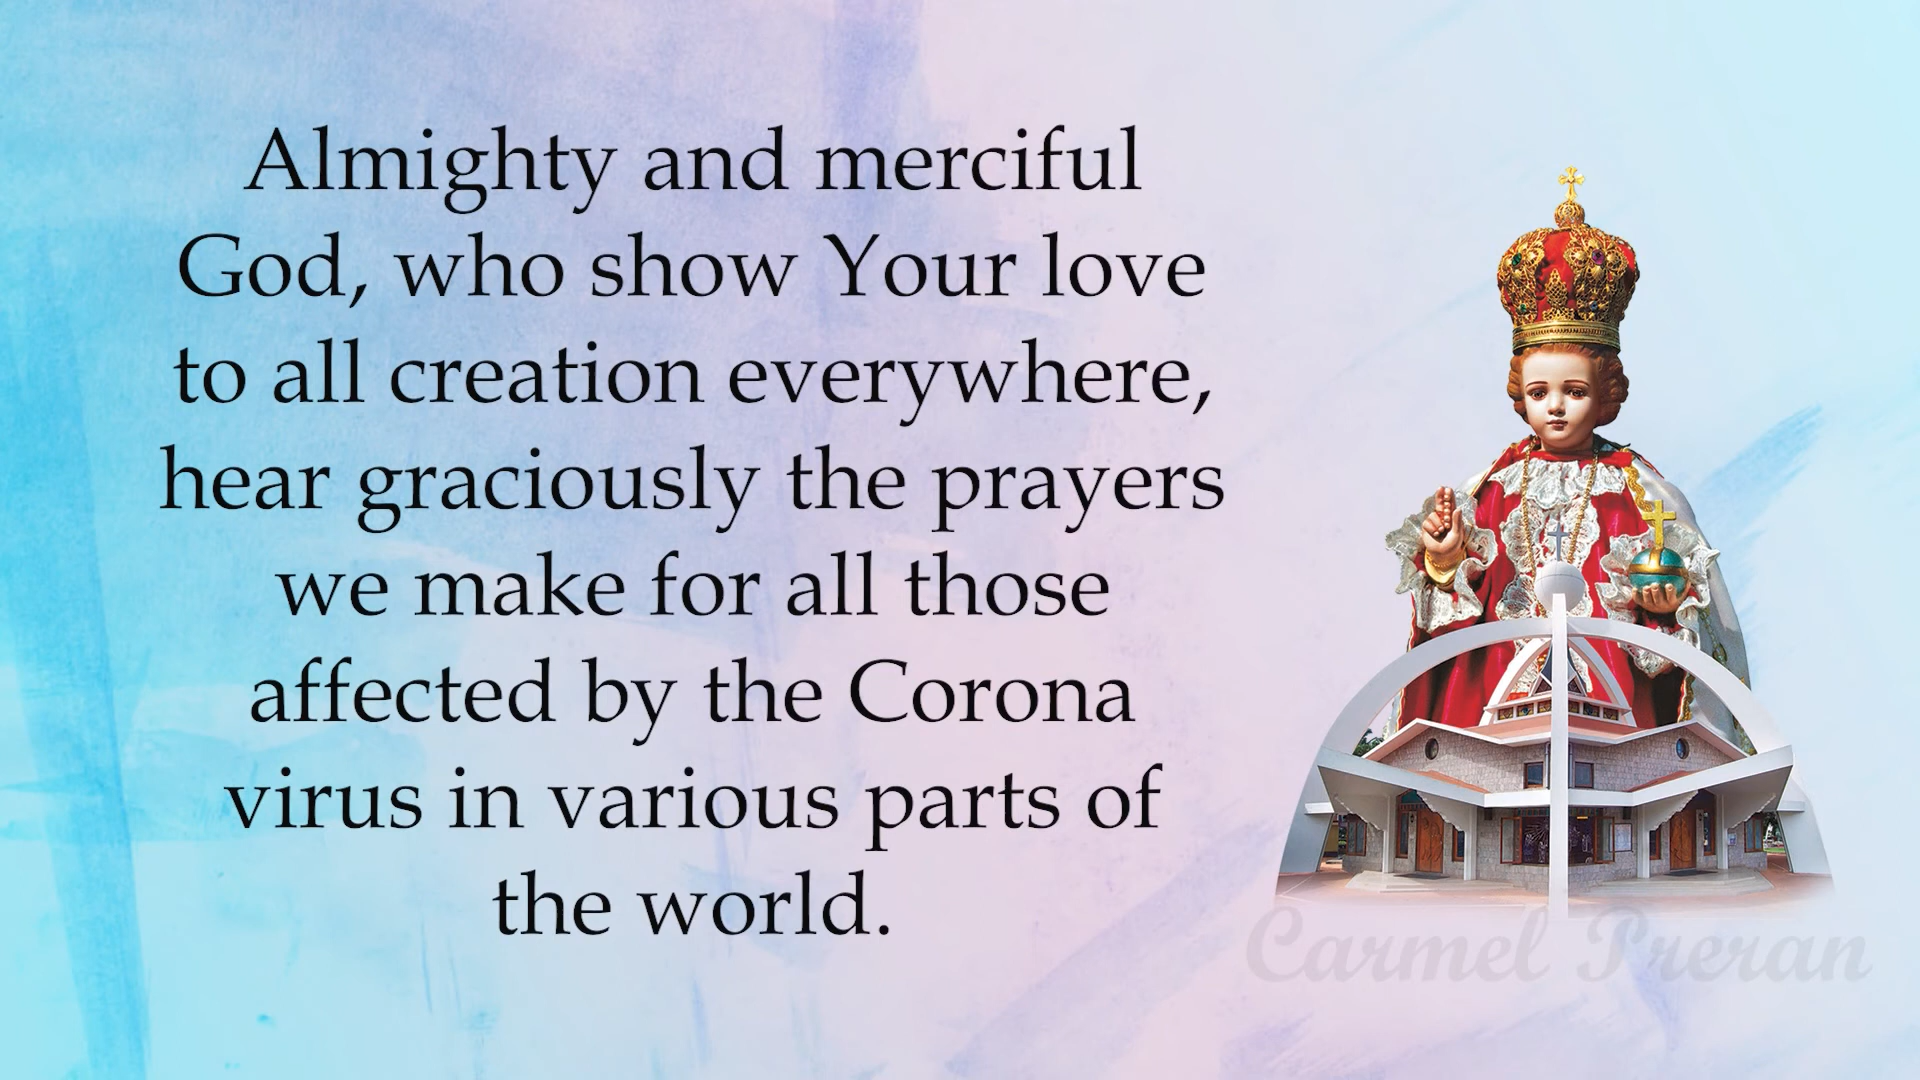 Almighty and merciful
God, who show Your love
to all creation everywhere,
hear graciously the prayers
we make for all those
affected by the Corona
virus in various parts of
the world.
Carmel Preran